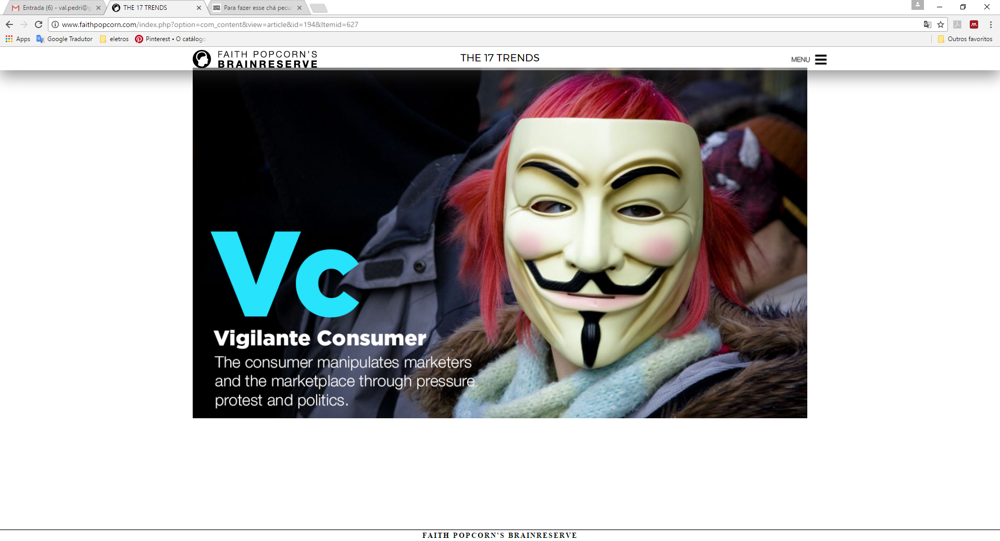 Entrada (6) - val.pedri@g
THE 17 TRENDS
Para fazer esse chá pecul
www.faithpopcorn.com/index.php?option=com_content&view=article&id=194&Itemid=627
Apps
Google Tradutor
eletros
Pinterest • O catálogo
Outros favoritos
FAITH POPCORN'S
BRAINRESERVE
THE 17 TRENDS
MENU
Vc
Vigilante Consumer
The consumer manipulates marketers
and the marketplace through pressure
protest and politics.
FAITH POPCORN'S BRAINRESERVE